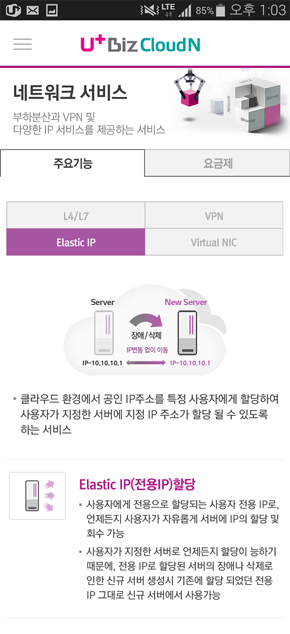 LTE 85% 오후 1:03
U+ Biz Cloud N
네트워크 서비스
부하분산과 VPN 및
다양한 IP 서비스를 제공하는 서비스
주요기능 요금제
L4/L7 VPN
Elastic IP Virtual NIC
Server New Server
장애/삭제
IP변동 없이 이동
IP-10,10,10,1 IP-10,10,10,1
• 클라우드 환경에서 공인 IP주소를 특정 사용자에게 할당하여
사용자가 지정한 서버에 지정 IP 주소가 할당 될 수 있도록
하는 서비스
Elastic IP(전용IP)할당
• 사용자에게 전용으로 할당되는 사용자 전용 IP로,
언제든지 사용자가 자유롭게 서버에 IP의 할당 및
회수 가능
• 사용자가 지정한 서버로 언제든지 할당이 능하기
때문에, 전용 IP로 할당된 서버의 장애나 삭제로
인한 신규 서버 생성시 기존에 할당 되었던 전용
IP 그대로 신규 서버에서 사용가능